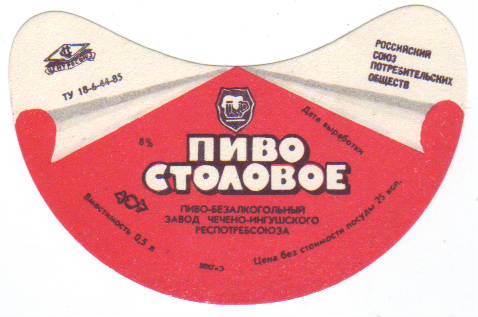 ЦЕНТРОСОЮЗ
ТУ 18-6-44-85
РОССИЙСКИЙ
СОЮЗ
ПОТРЕБИТЕЛЬСКИХ
ОБЩЕСТВ
Дата выработки
8%
ПИВО
СТОЛОВОЕ
ПИВО-БЕЗАЛКОГОЛЬНЫЙ
ЗАВОД ЧЕЧЕНО-ИНГУШСКОГО
РЕСПОТРЕБСОЮЗА
Вместимость 0,5 л
Цена без стоимости посуды 25 коп.